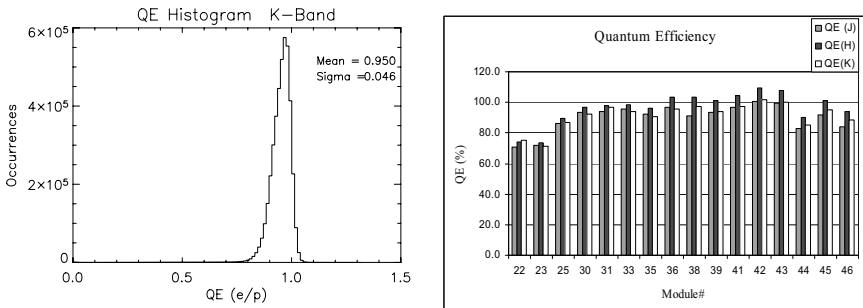 QE Histogram K-Band
6×10⁵
4×10⁵
2×10⁵
0
Occurrences
Mean = 0.950
Sigma =0.046
0.0 0.5 1.0 1.5
QE (e/p)
Quantum Efficiency
QE (J)
QE(H)
QE(K)
120.0
100.0
80.0
60.0
40.0
20.0
0.0
QE (%)
22 23 25 30 31 33 35 36 38 39 41 42 43 44 45 46
Module#